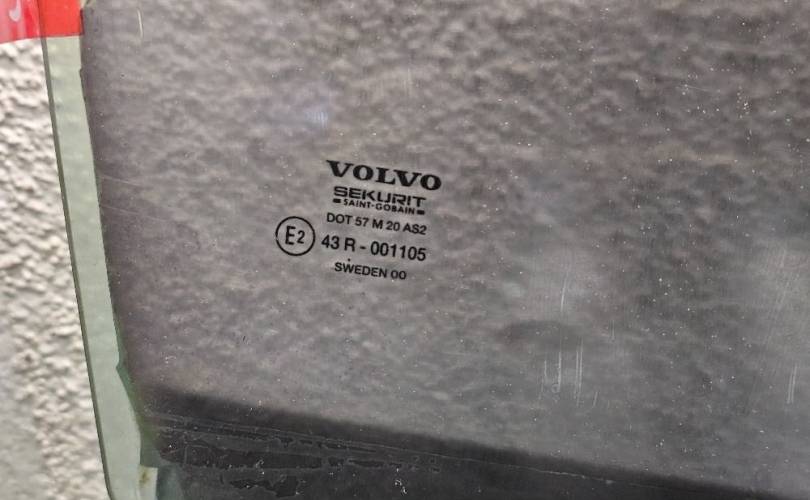 VOLVO
SEKURIT
SAINT-GOBAIN
DOT 57 M 20 AS2
E2 43 R - 001105
SWEDEN 00